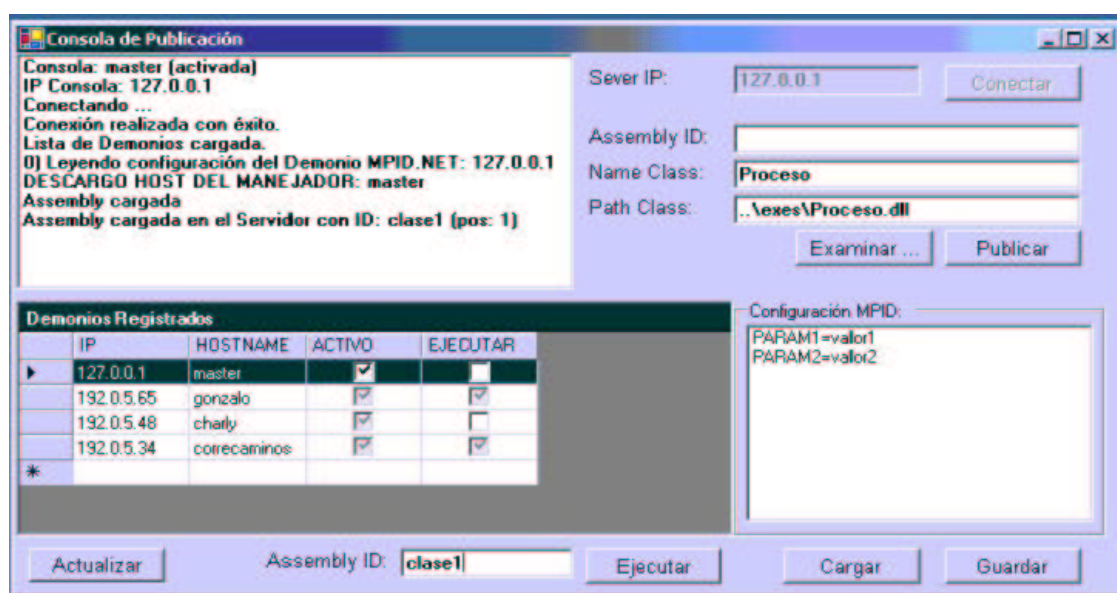 Consola de Publicación
Consola: master (activada)
IP Consola: 127.0.0.1
Conectando ...
Conexión realizada con éxito.
Lista de Demonios cargada.
0) Leyendo configuración del Demonio MPID.NET: 127.0.0.1
DESCARGO HOST DEL MANEJADOR: master
Assembly cargada
Assembly cargada en el Servidor con ID: clase1 (pos: 1)
Sever IP: 127.0.0.1 Conectar
Assembly ID:
Name Class: Proceso
Path Class: ..\exes\Proceso.dll
Examinar ... Publicar
Demonios Registrados
IP HOSTNAME ACTIVO EJECUTAR
127.0.0.1 master
192.0.5.65 gonzalo
192.0.5.48 charly
192.0.5.34 correcaminos
Configuración MPID:
PARAM1=valor1
PARAM2=valor2
Actualizar Assembly ID: clase1 Ejecutar Cargar Guardar